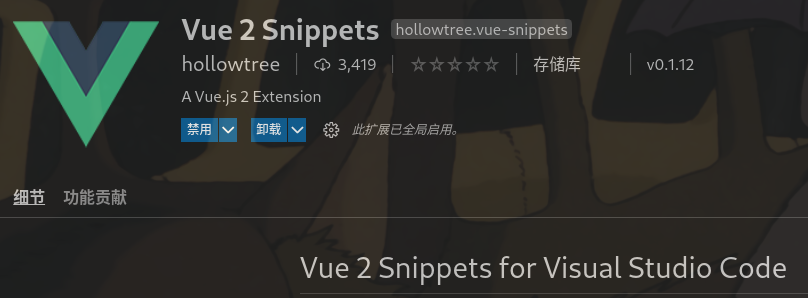 Vue 2 Snippets hollowtree.vue-snippets
hollowtree 3,419 ☆☆☆☆☆ 存储库 v0.1.12
A Vue.js 2 Extension
禁用 卸载 此扩展已全局启用。
细节 功能贡献
Vue 2 Snippets for Visual Studio Code